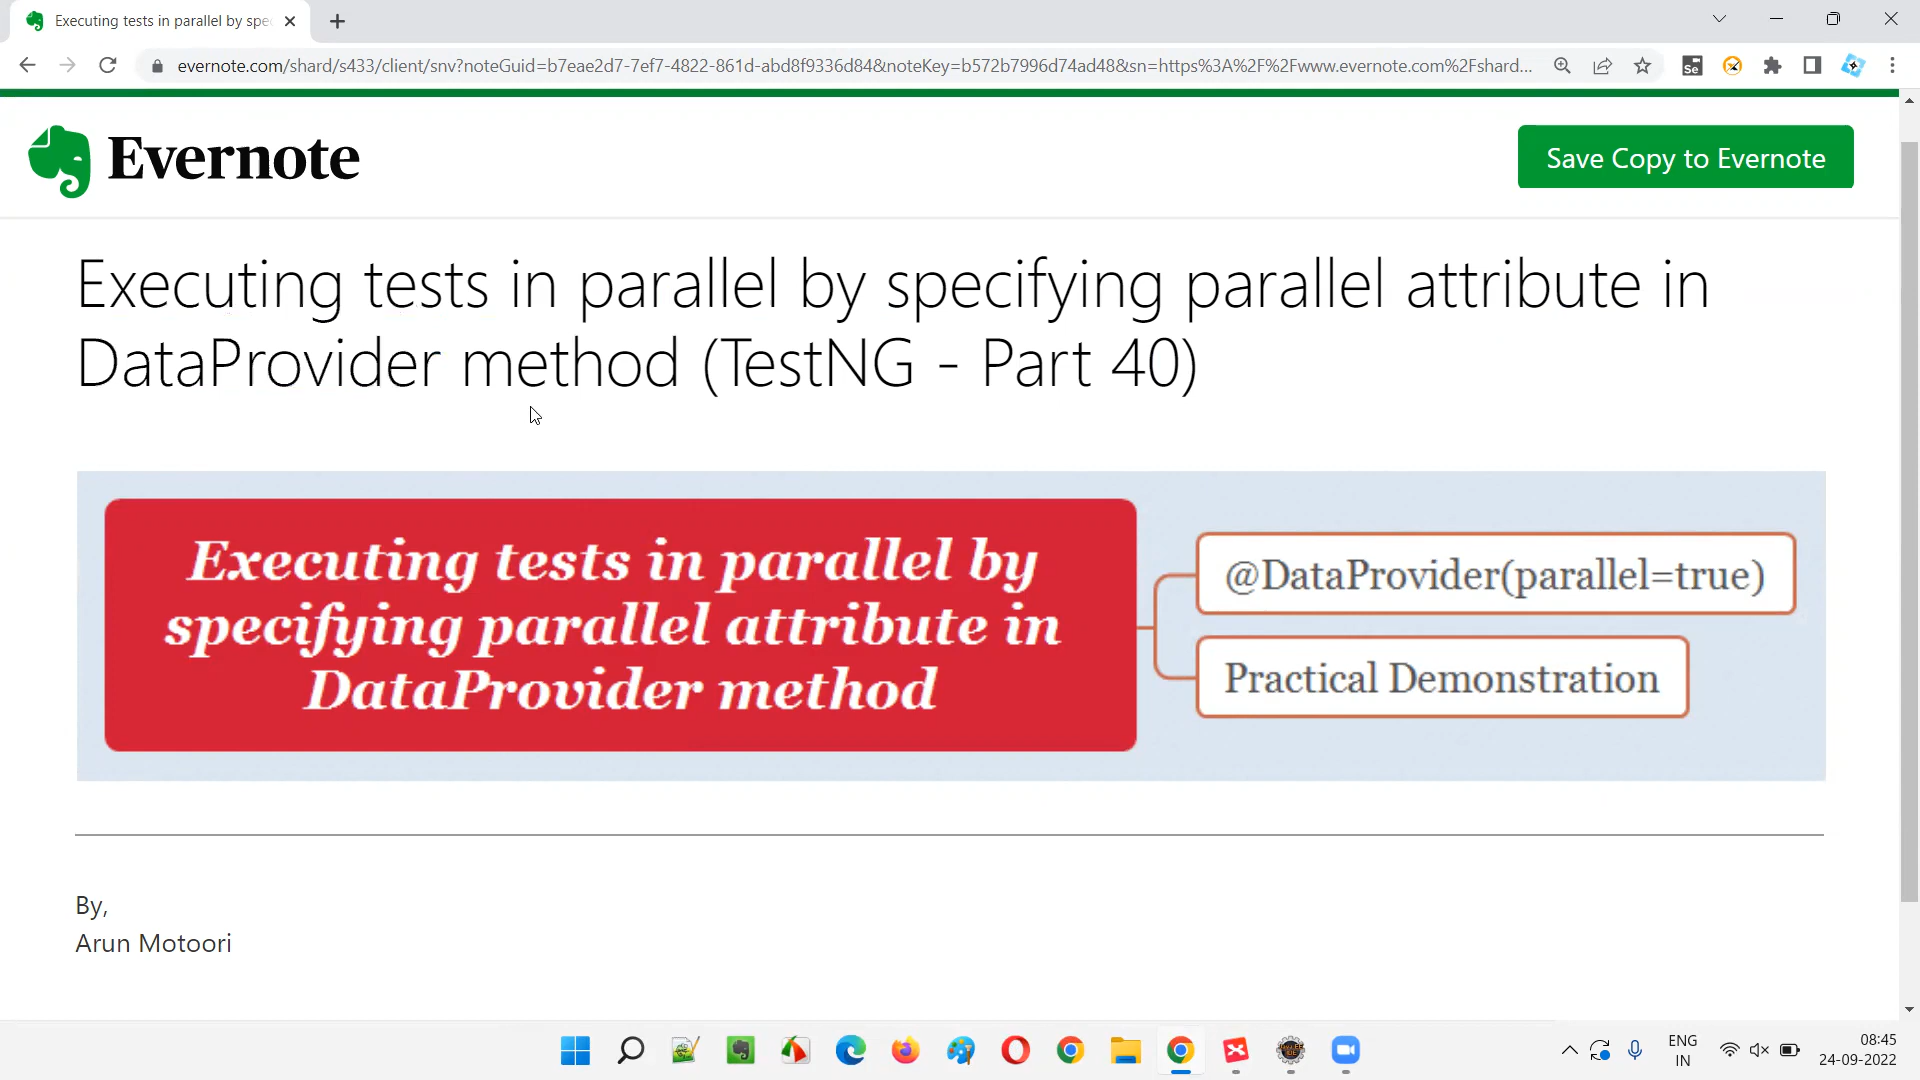 Executing tests in parallel by spe
evernote.com/shard/s433/client/snv?noteGuid=b7eae2d7-7ef7-4822-861d-abd8f9336d84&noteKey=b572b7996d74ad48&sn=https%3A%2F%2Fwww.evernote.com%2Fshard...
Se
Evernote
Save Copy to Evernote
Executing tests in parallel by specifying parallel attribute in
DataProvider method (TestNG - Part 40)
Executing tests in parallel by
specifying parallel attribute in
DataProvider method
@DataProvider(parallel=true)
Practical Demonstration
By,
Arun Motoori
ENG
IN
08:45
24-09-2022